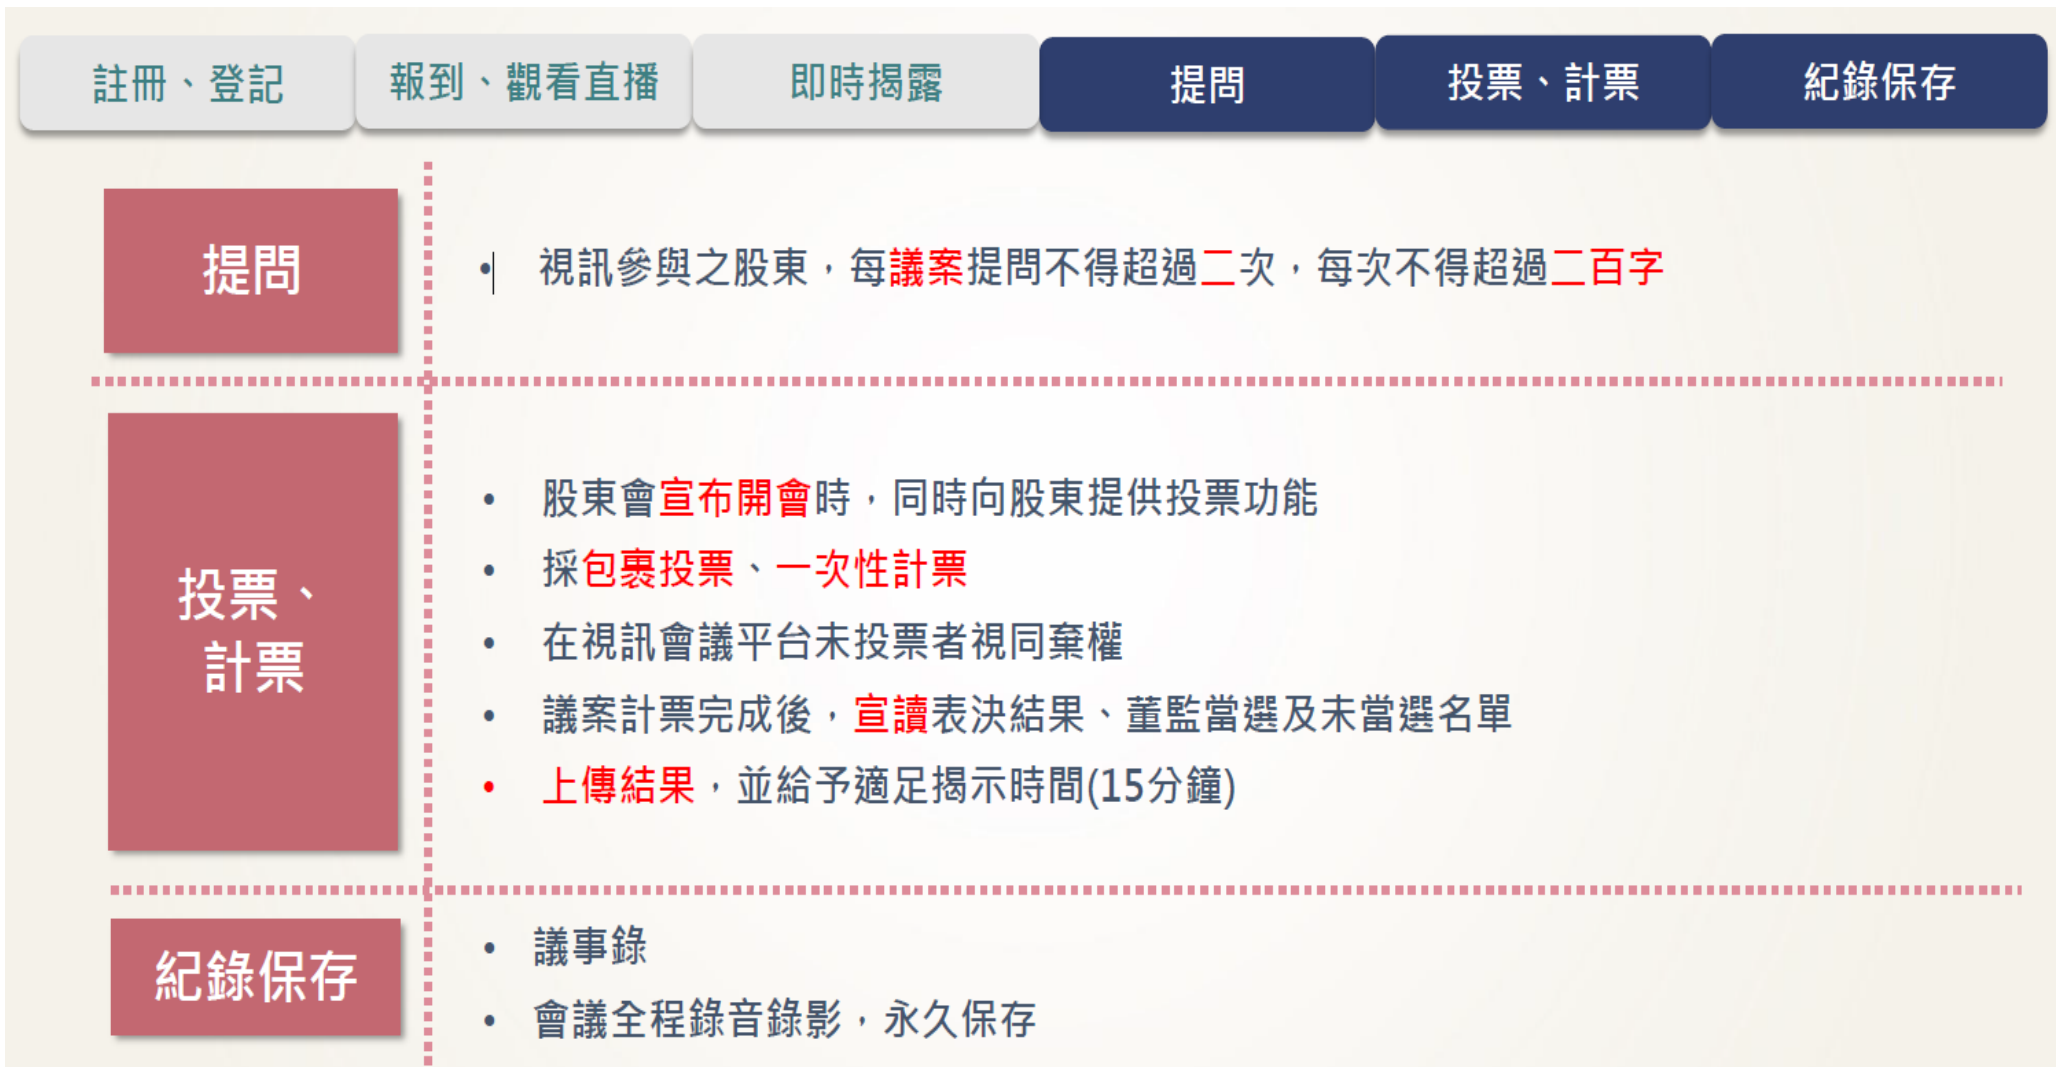 註冊、登記
報到、觀看直播
即時揭露
提問
投票、計票
紀錄保存
提問
• 視訊參與之股東，每議案提問不得超過二次，每次不得超過二百字
投票、
計票
• 股東會宣布開會時，同時向股東提供投票功能
• 採包裹投票、一次性計票
• 在視訊會議平台未投票者視同棄權
• 議案計票完成後，宣讀表決結果、董監當選及未當選名單
• 上傳結果，並給予適足揭示時間(15分鐘)
紀錄保存
• 議事錄
• 會議全程錄音錄影，永久保存